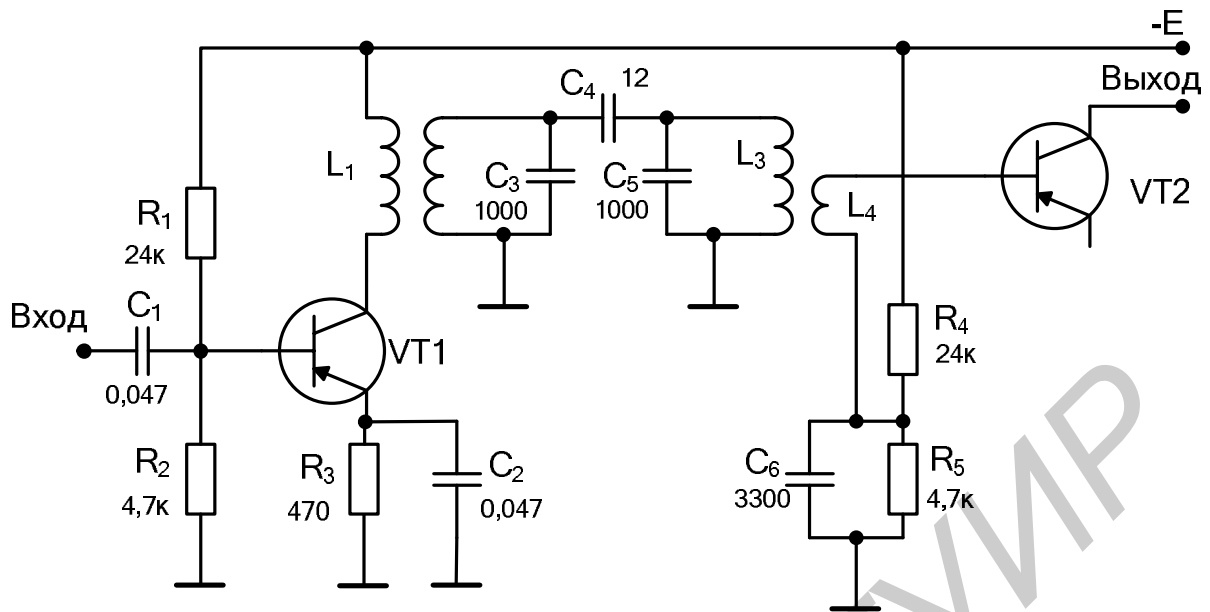 -E
Выход
C4 12
L1
C3
1000
C5
1000
L3
L4
VT2
R1
24к
Вход
C1
0,047
VT1
R4
24к
R2
4,7к
R3
470
C2
0,047
C6
3300
R5
4,7к
УИР